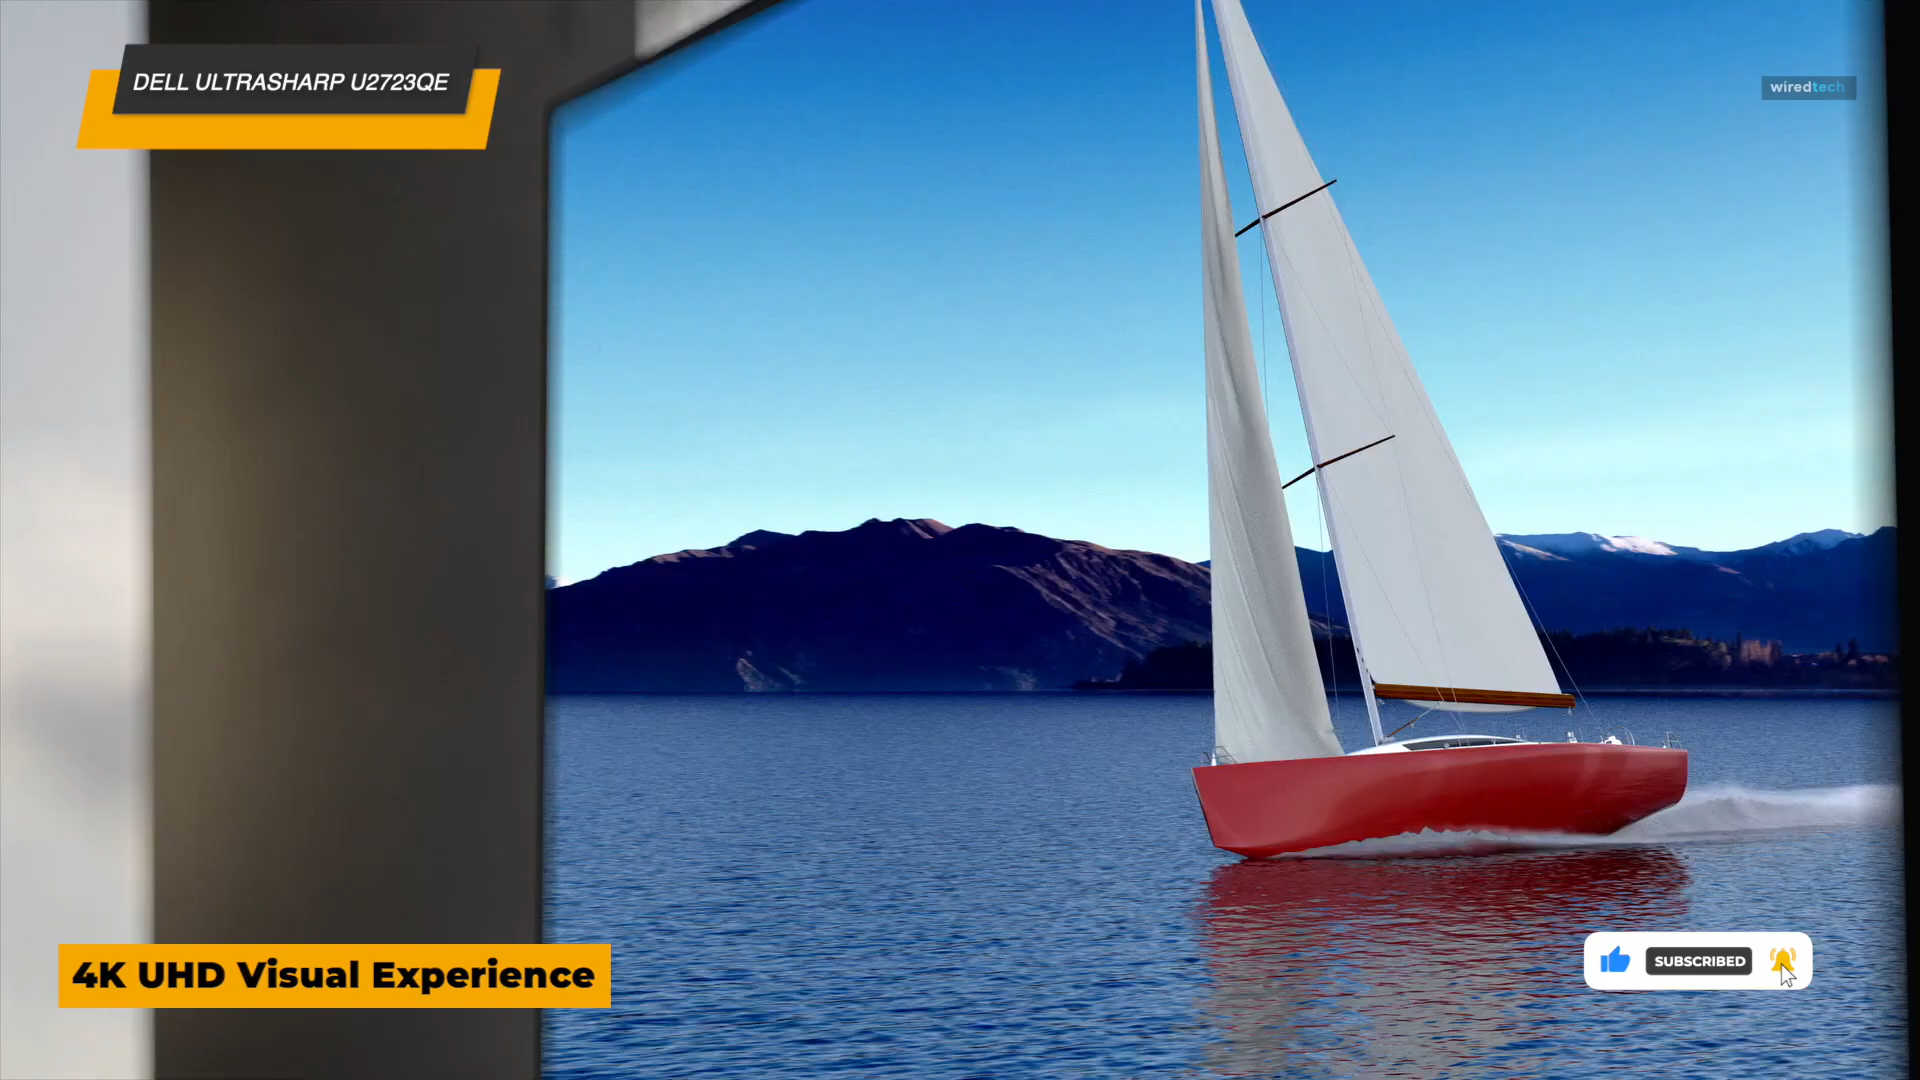 DELL ULTRASHARP U2723QE
wiredtech
4K UHD Visual Experience
SUBSCRIBED